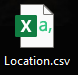 X a,
Location.csv